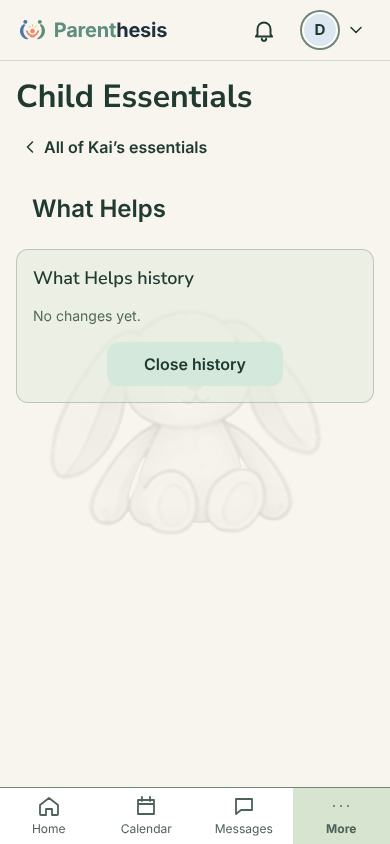 Parenthesis
D
Child Essentials
All of Kai’s essentials
What Helps
What Helps history
No changes yet.
Close history
Home
Calendar
Messages
More